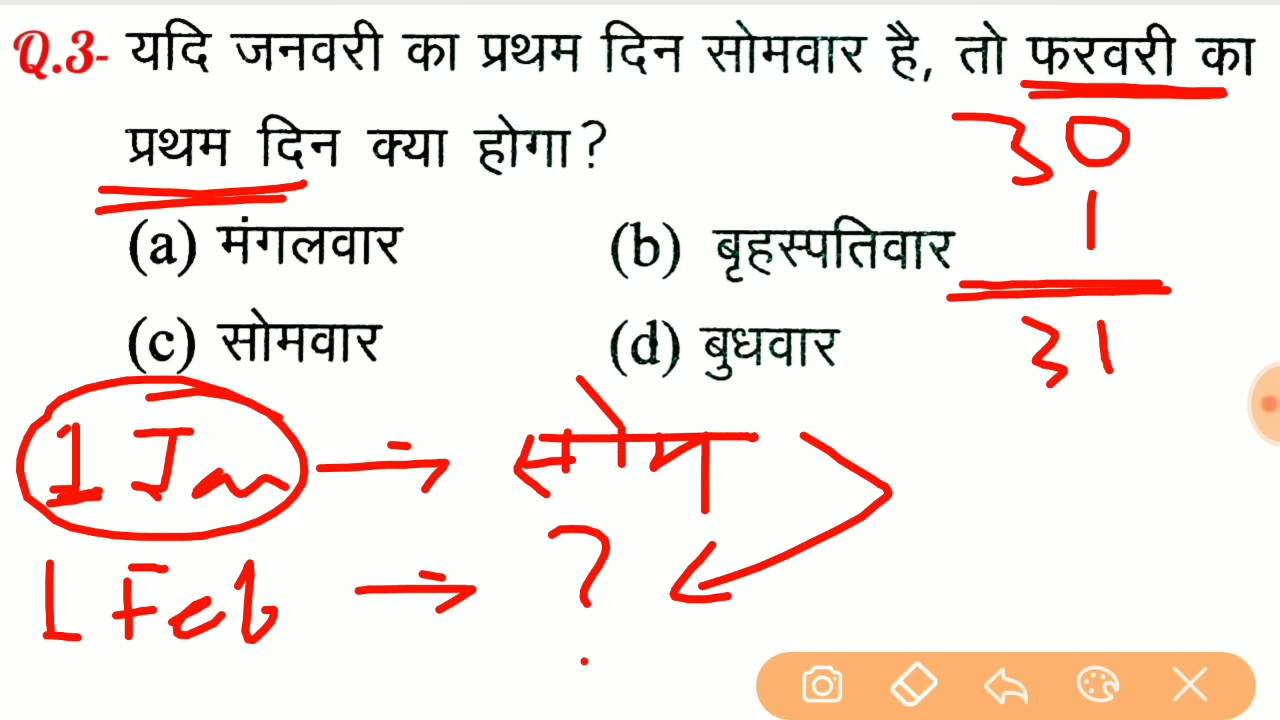 Q.3- यदि जनवरी का प्रथम दिन सोमवार है, तो फरवरी का
प्रथम दिन क्या होगा?
30
1
(a) मंगलवार (b) बृहस्पतिवार
31
(c) सोमवार (d) बुधवार
1 Jan → सोम
1 Feb → ?